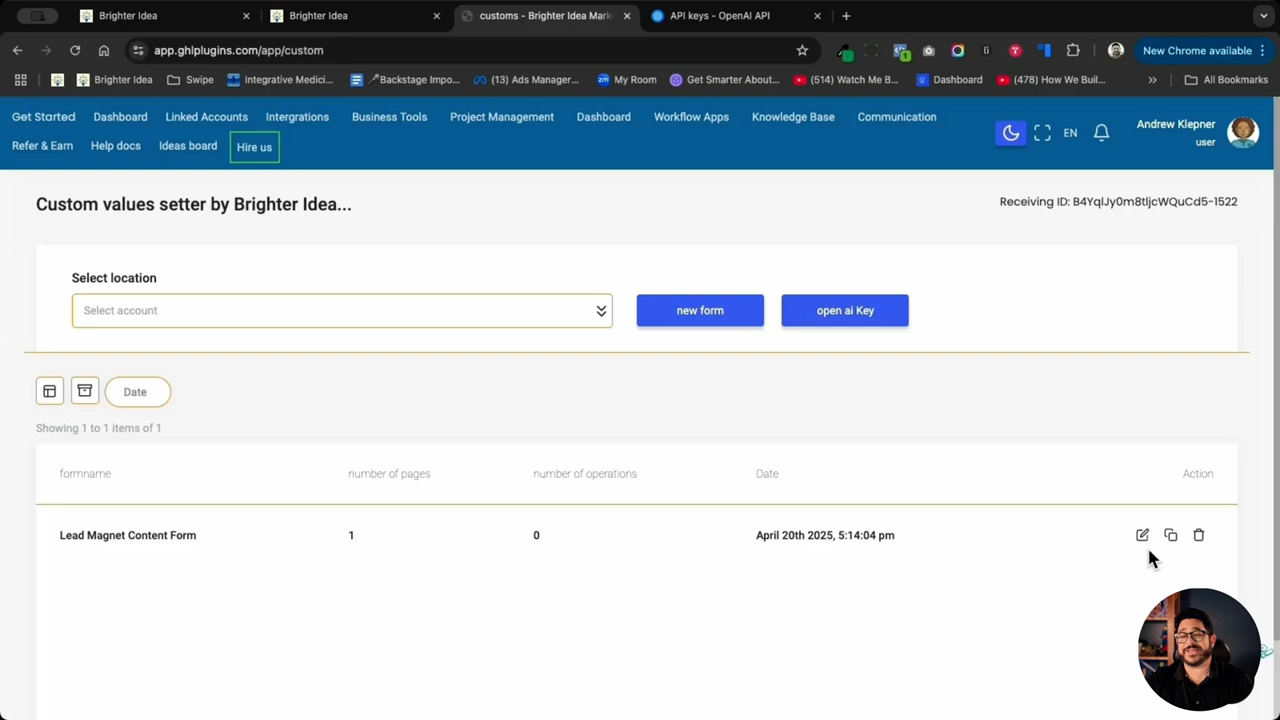 Brighter Idea
Brighter Idea
customs - Brighter Idea Mark
API keys - OpenAI API
app.ghlplugins.com/app/custom
New Chrome available
Brighter Idea
Swipe
Integrative Medici...
Backstage Impo...
(13) Ads Manager...
My Room
Get Smarter About...
(514) Watch Me B...
Dashboard
(478) How We Buil...
All Bookmarks
Get Started
Dashboard
Linked Accounts
Intergrations
Business Tools
Project Management
Dashboard
Workflow Apps
Knowledge Base
Communication
Refer & Earn
Help docs
Ideas board
Hire us
EN
Andrew Klepner
user
Custom values setter by Brighter Idea...
Receiving ID: B4YqlJy0m8tljcWQuCd5-1522
Select location
Select account
new form
open ai Key
Date
Showing 1 to 1 items of 1
formname
number of pages
number of operations
Date
Action
Lead Magnet Content Form
1
0
April 20th 2025, 5:14:04 pm